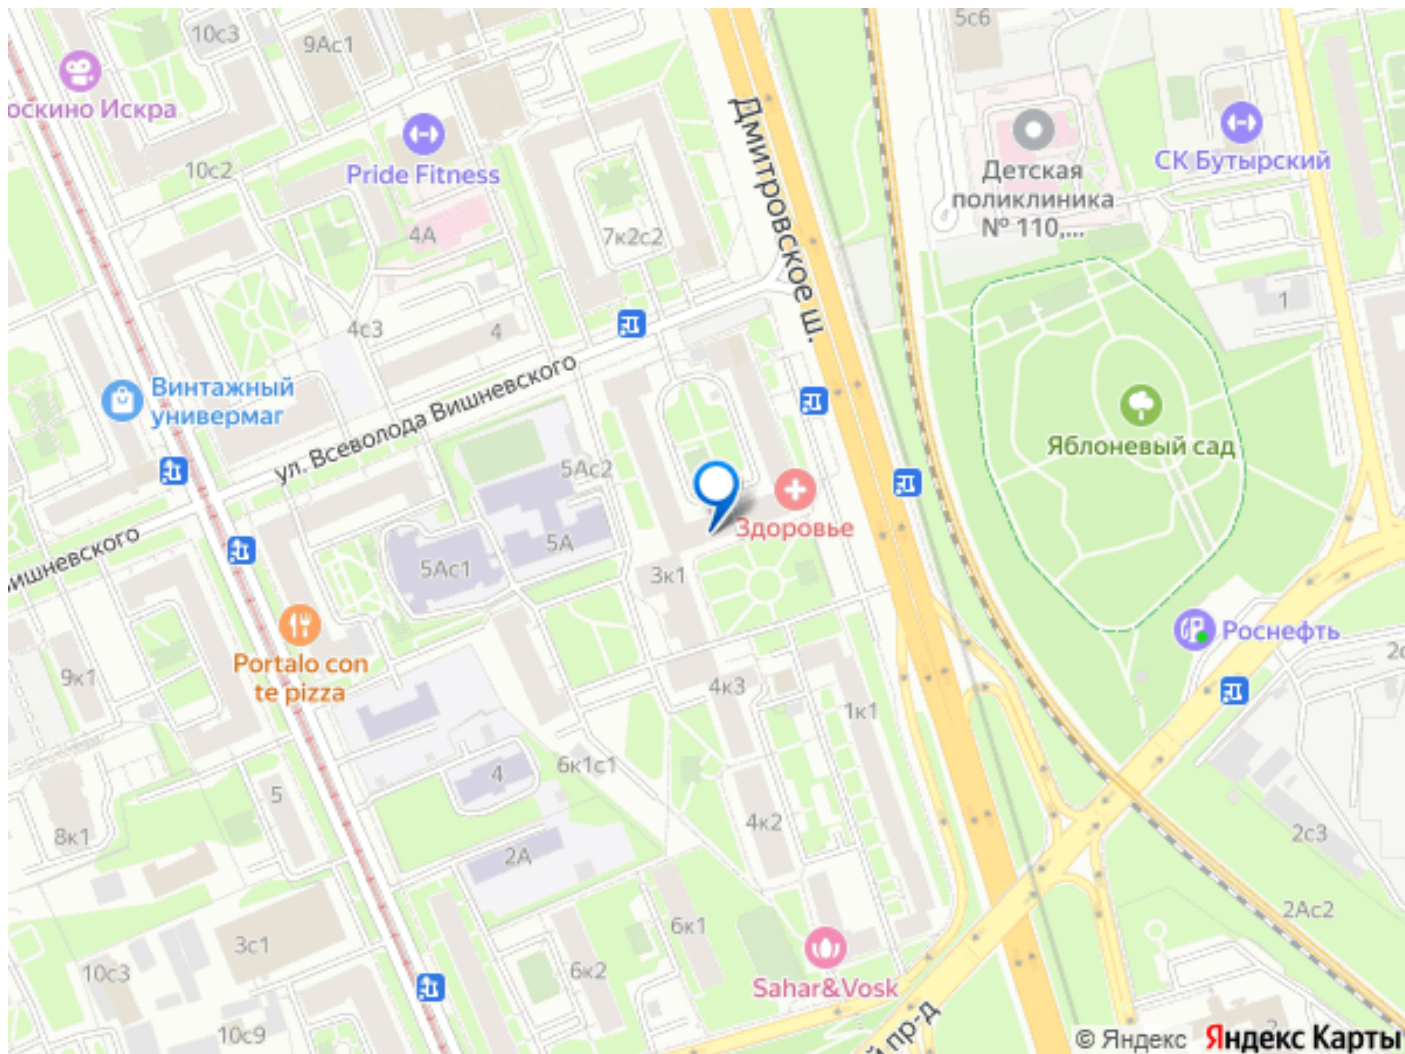 10с3
9Ас1
5с6
оскино Искра
Pride Fitness
10с2
4А
7к2с2
Дмитровское ш.
Детская
поликлиника
№ 110,...
СК Бутырский
1
4с3
4
Винтажный
универмаг
ул. Всеволода Вишневского
Яблоневый сад
5Ас2
Здоровье
5А
5Ас1
3к1
ишневского
Роснефть
Portalo con
te pizza
9к1
4к3
1к1
6к1с1
4
5
8к1
4к2
2А
2с3
2Ас2
6к1
3с1
10с3
6к2
Sahar&Vosk
10с9
й пр-д
2
© Яндекс Яндекс Карты